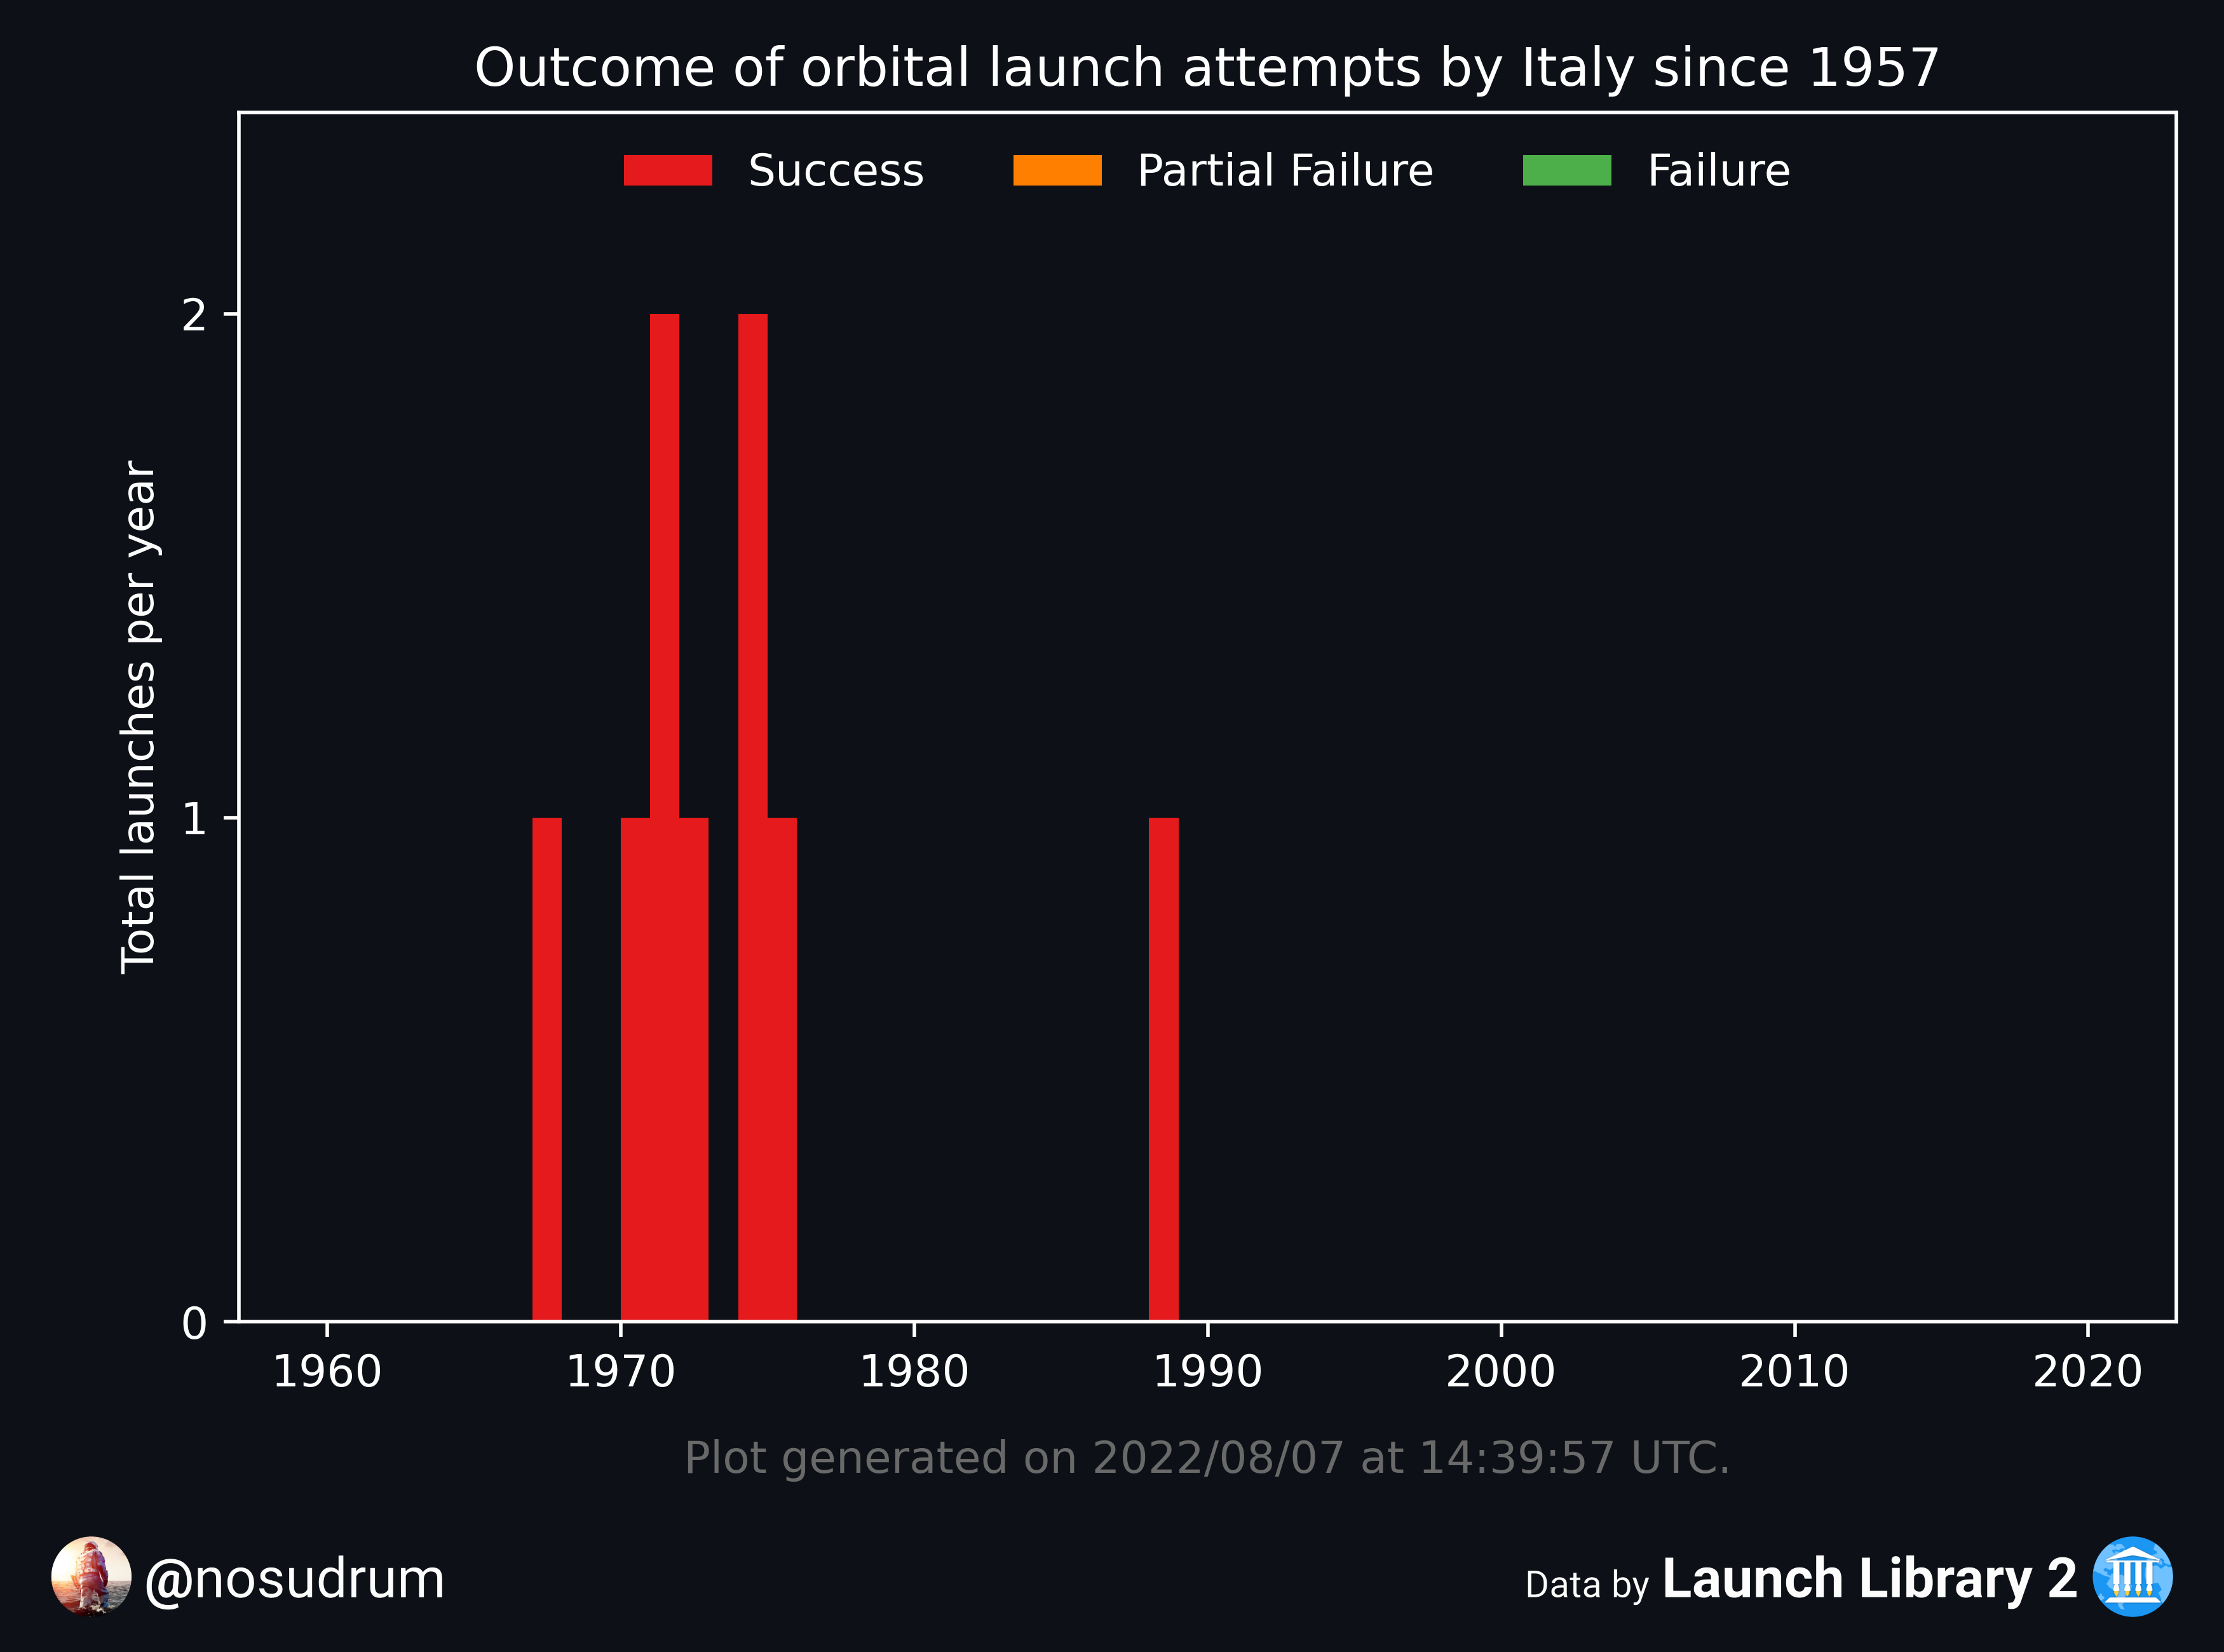 Outcome of orbital launch attempts by Italy since 1957
Success Partial Failure Failure
Total launches per year
2
1
0
1960 1970 1980 1990 2000 2010 2020
Plot generated on 2022/08/07 at 14:39:57 UTC.
@nosudrum
Data by Launch Library 2